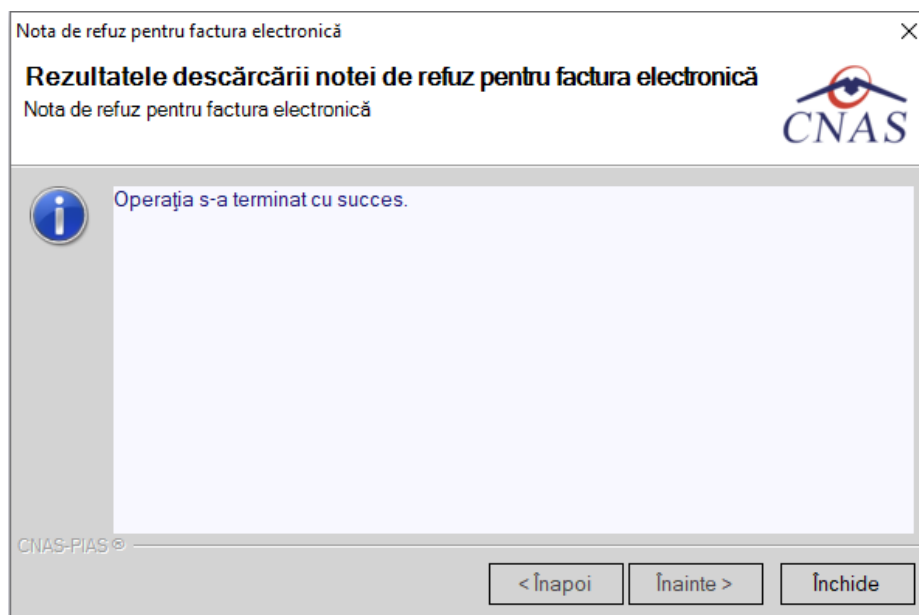 Nota de refuz pentru factura electronică
Rezultatele descărcării notei de refuz pentru factura electronică
Nota de refuz pentru factura electronică
CNAS
Operaţia s-a terminat cu succes.
CNAS-PIAS ®
< Înapoi
Înainte >
Închide